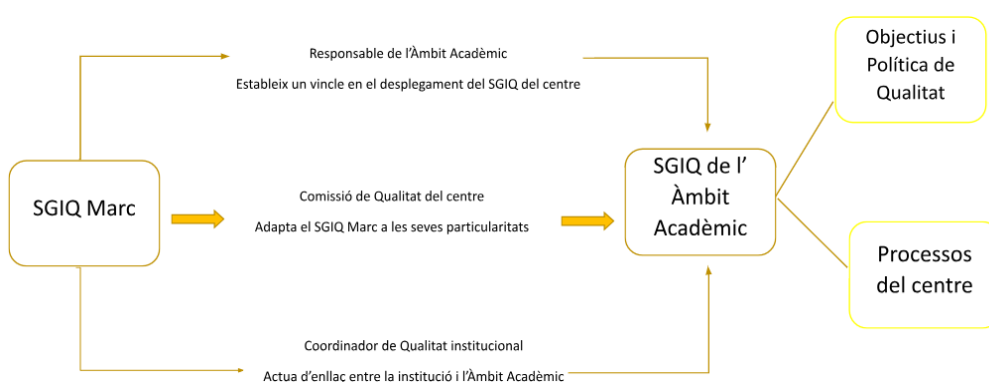 Responsable de l'Àmbit Acadèmic
Estableix un vincle en el desplegament del SGIQ del centre
Objectius i
Política de
Qualitat
SGIQ Marc
Comissió de Qualitat del centre
Adapta el SGIQ Marc a les seves particularitats
SGIQ de l'
Àmbit
Acadèmic
Processos
del centre
Coordinador de Qualitat institucional
Actua d'enllaç entre la institució i l'Àmbit Acadèmic